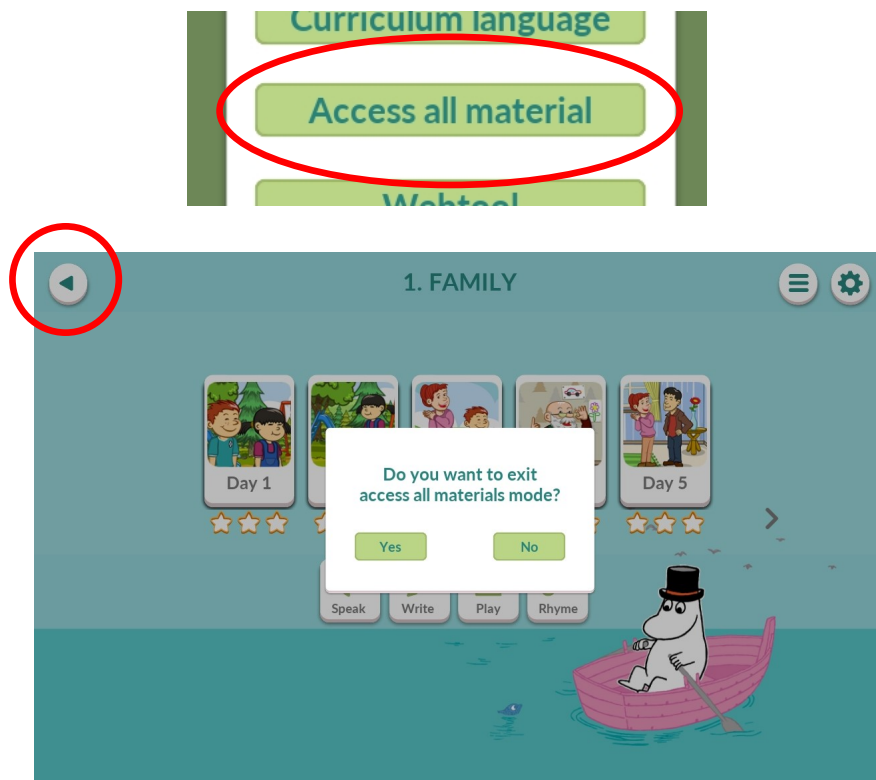 Curriculum language
Access all material
Webtool
1. FAMILY
Day 1
Day 5
Do you want to exit
access all materials mode?
Yes
No
Speak
Write
Play
Rhyme